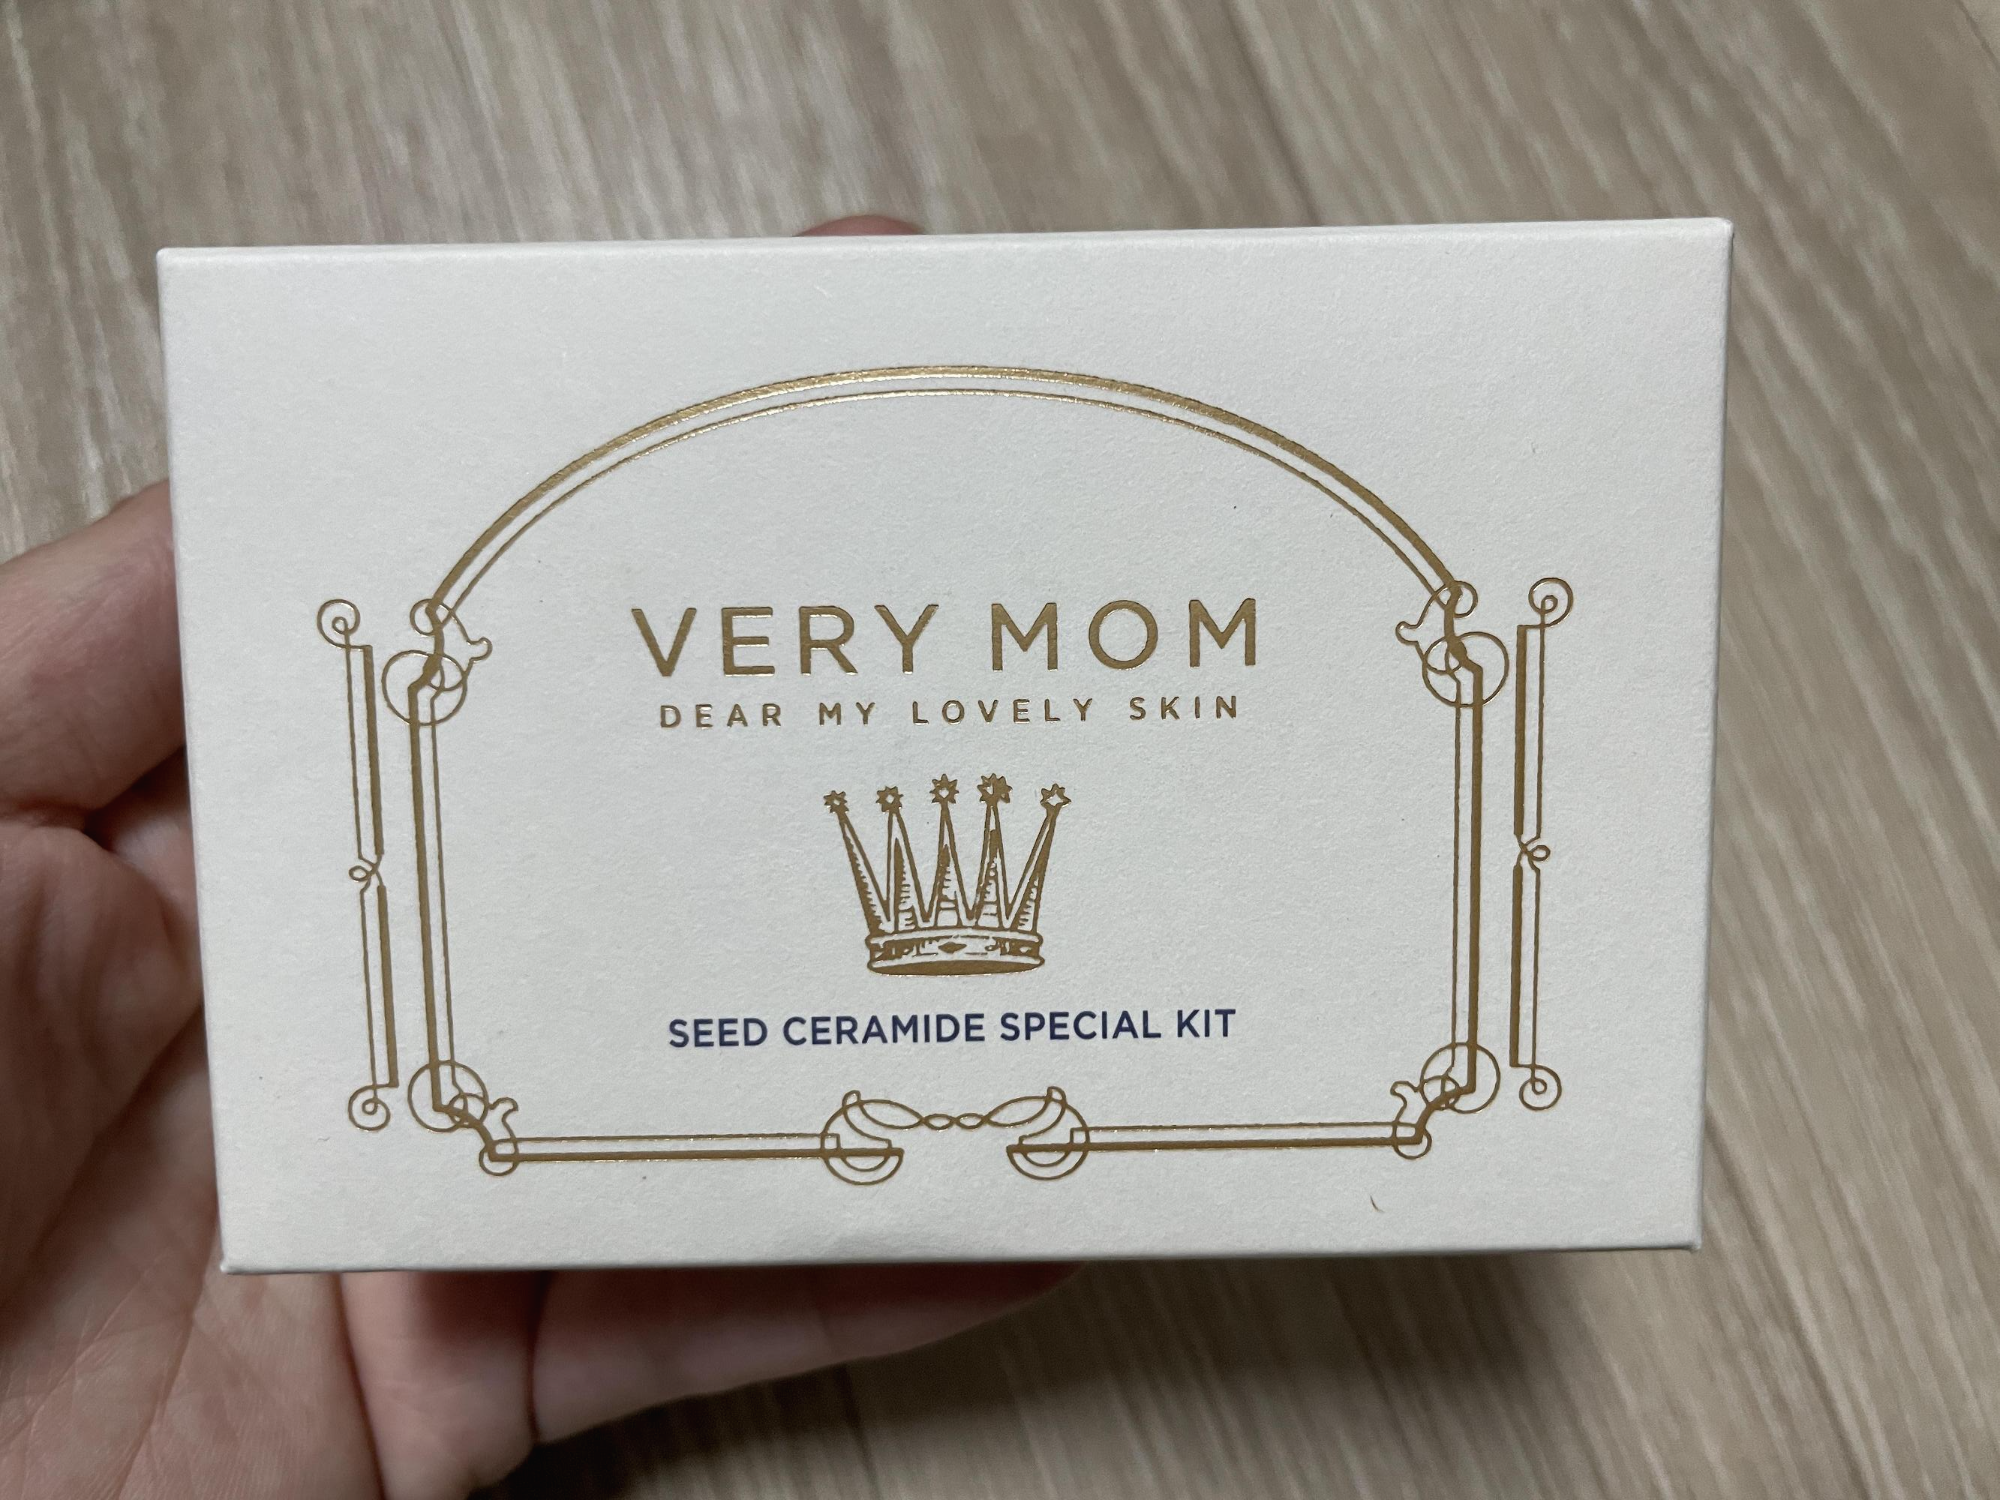 VERY MOM
DEAR MY LOVELY SKIN
SEED CERAMIDE SPECIAL KIT